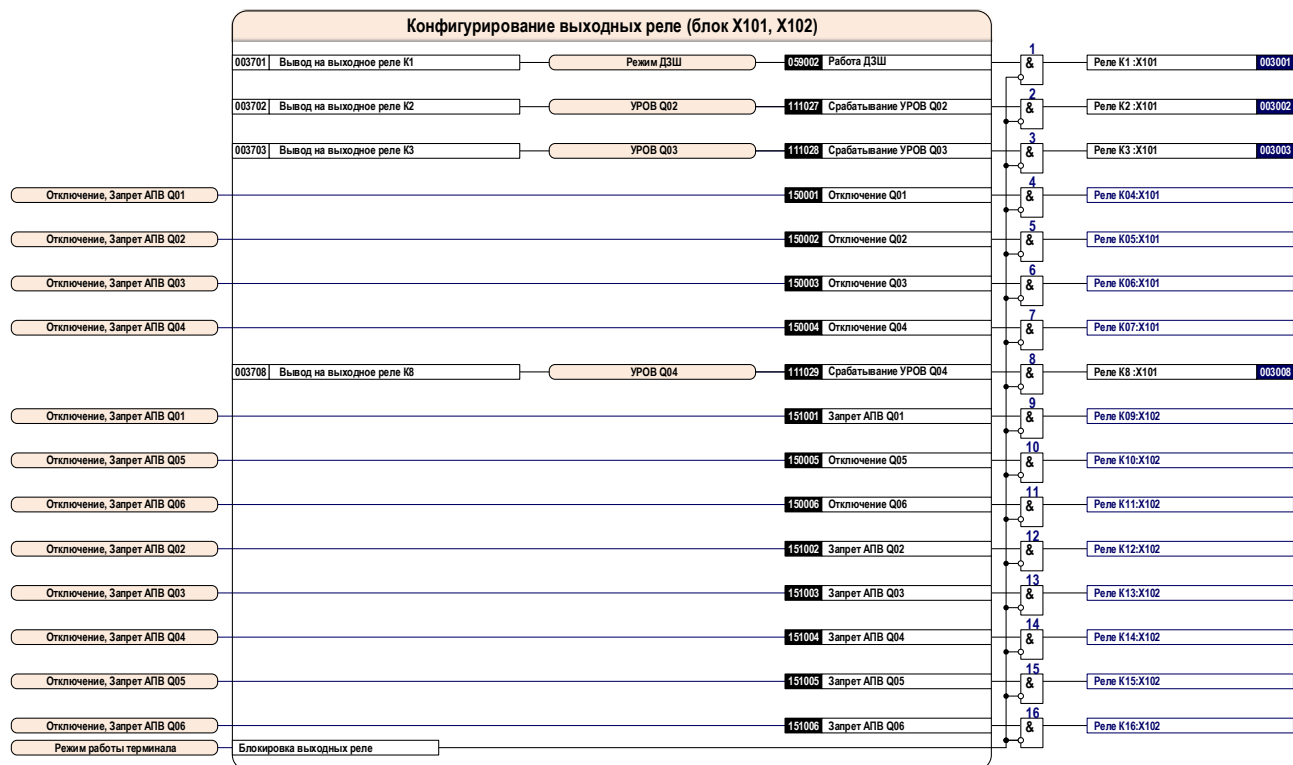 Конфигурирование выходных реле (блок X101, X102)
1
003701 Вывод на выходное реле К1 Режим ДЗШ 059002 Работа ДЗШ & Реле К1 :X101 003001
2
003702 Вывод на выходное реле К2 УРОВ Q02 111027 Срабатывание УРОВ Q02 & Реле К2 :X101 003002
3
003703 Вывод на выходное реле К3 УРОВ Q03 111028 Срабатывание УРОВ Q03 & Реле К3 :X101 003003
4
Отключение, Запрет АПВ Q01 150001 Отключение Q01 & Реле К04:X101
5
Отключение, Запрет АПВ Q02 150002 Отключение Q02 & Реле К05:X101
6
Отключение, Запрет АПВ Q03 150003 Отключение Q03 & Реле К06:X101
7
Отключение, Запрет АПВ Q04 150004 Отключение Q04 & Реле К07:X101
8
003708 Вывод на выходное реле К8 УРОВ Q04 111029 Срабатывание УРОВ Q04 & Реле К8 :X101 003008
9
Отключение, Запрет АПВ Q01 151001 Запрет АПВ Q01 & Реле К09:X102
10
Отключение, Запрет АПВ Q05 150005 Отключение Q05 & Реле К10:X102
11
Отключение, Запрет АПВ Q06 150006 Отключение Q06 & Реле К11:X102
12
Отключение, Запрет АПВ Q02 151002 Запрет АПВ Q02 & Реле К12:X102
13
Отключение, Запрет АПВ Q03 151003 Запрет АПВ Q03 & Реле К13:X102
14
Отключение, Запрет АПВ Q04 151004 Запрет АПВ Q04 & Реле К14:X102
15
Отключение, Запрет АПВ Q05 151005 Запрет АПВ Q05 & Реле К15:X102
16
Отключение, Запрет АПВ Q06 151006 Запрет АПВ Q06 & Реле К16:X102
Режим работы терминала Блокировка выходных реле